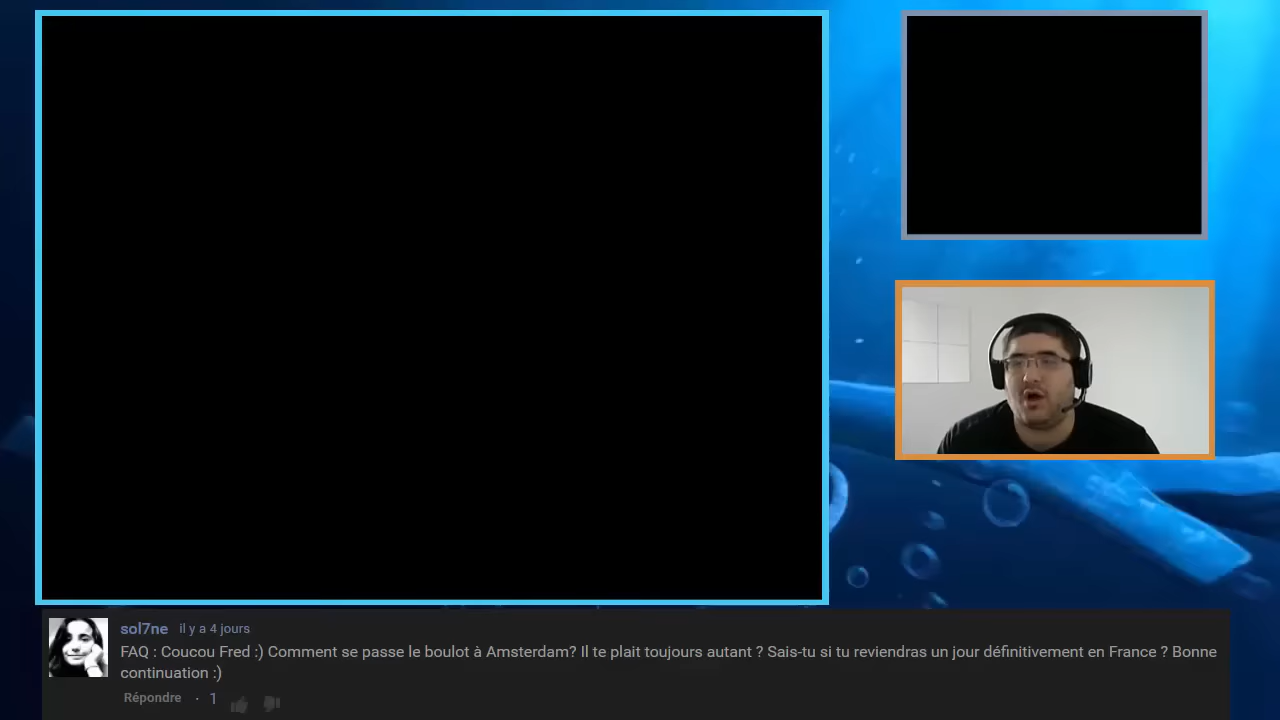 sol7ne il y a 4 jours
FAQ : Coucou Fred :) Comment se passe le boulot à Amsterdam? Il te plait toujours autant ? Sais-tu si tu reviendras un jour définitivement en France ? Bonne
continuation :)
Répondre · 1